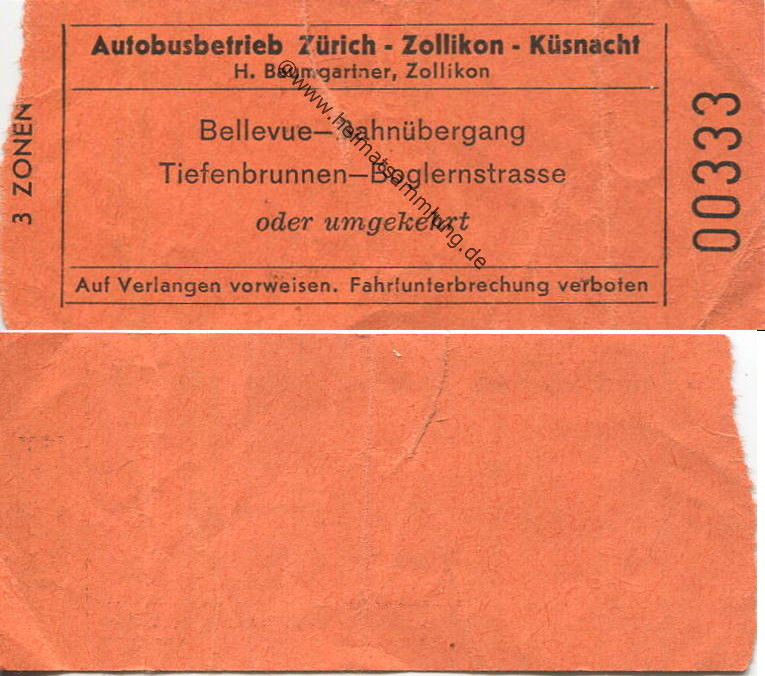 Autobusbetrieb Zürich - Zollikon - Küsnacht
H. Baumgartner, Zollikon
3 ZONEN
Bellevue—Bahnübergang
Tiefenbrunnen—Boglernstrasse
oder umgekehrt
Auf Verlangen vorweisen. Fahrtunterbrechung verboten
00333
©www.heimatsammlung.de